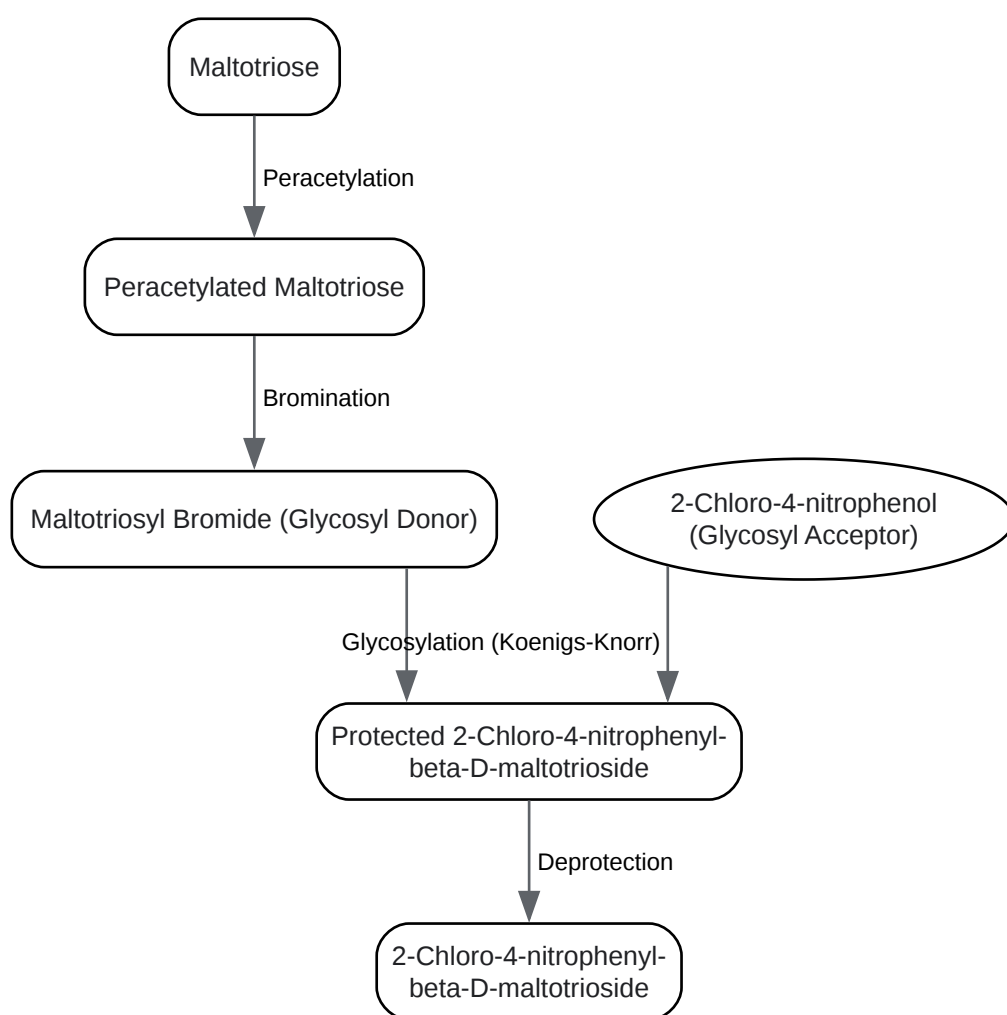 Maltotriose
Peracetylation
Peracetylated Maltotriose
Bromination
Maltotriosyl Bromide (Glycosyl Donor)
2-Chloro-4-nitrophenol
(Glycosyl Acceptor)
Glycosylation (Koenigs-Knorr)
Protected 2-Chloro-4-nitrophenyl-
beta-D-maltotrioside
Deprotection
2-Chloro-4-nitrophenyl-
beta-D-maltotrioside